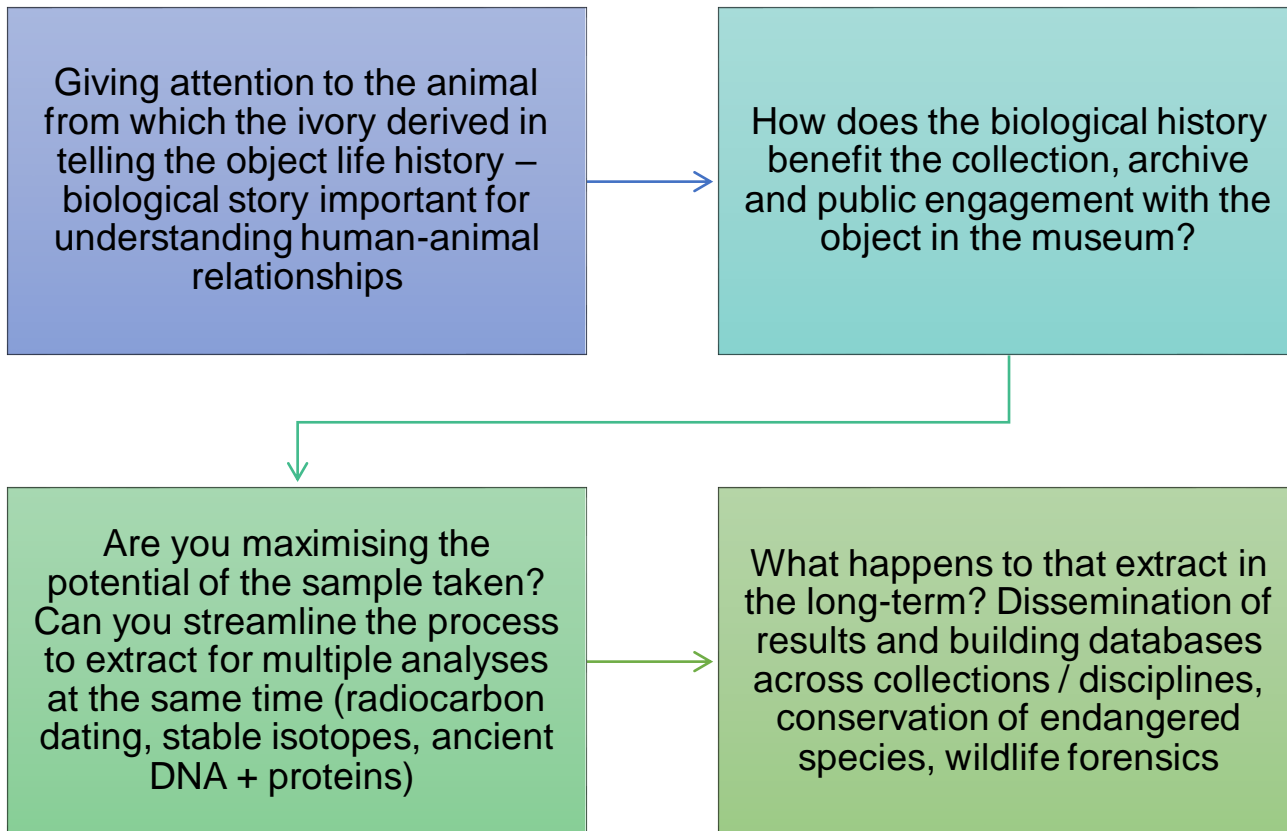 Giving attention to the animal
from which the ivory derived in
telling the object life history –
biological story important for
understanding human-animal
relationships
How does the biological history
benefit the collection, archive
and public engagement with the
object in the museum?
Are you maximising the
potential of the sample taken?
Can you streamline the process
to extract for multiple analyses
at the same time (radiocarbon
dating, stable isotopes, ancient
DNA + proteins)
What happens to that extract in
the long-term? Dissemination of
results and building databases
across collections / disciplines,
conservation of endangered
species, wildlife forensics